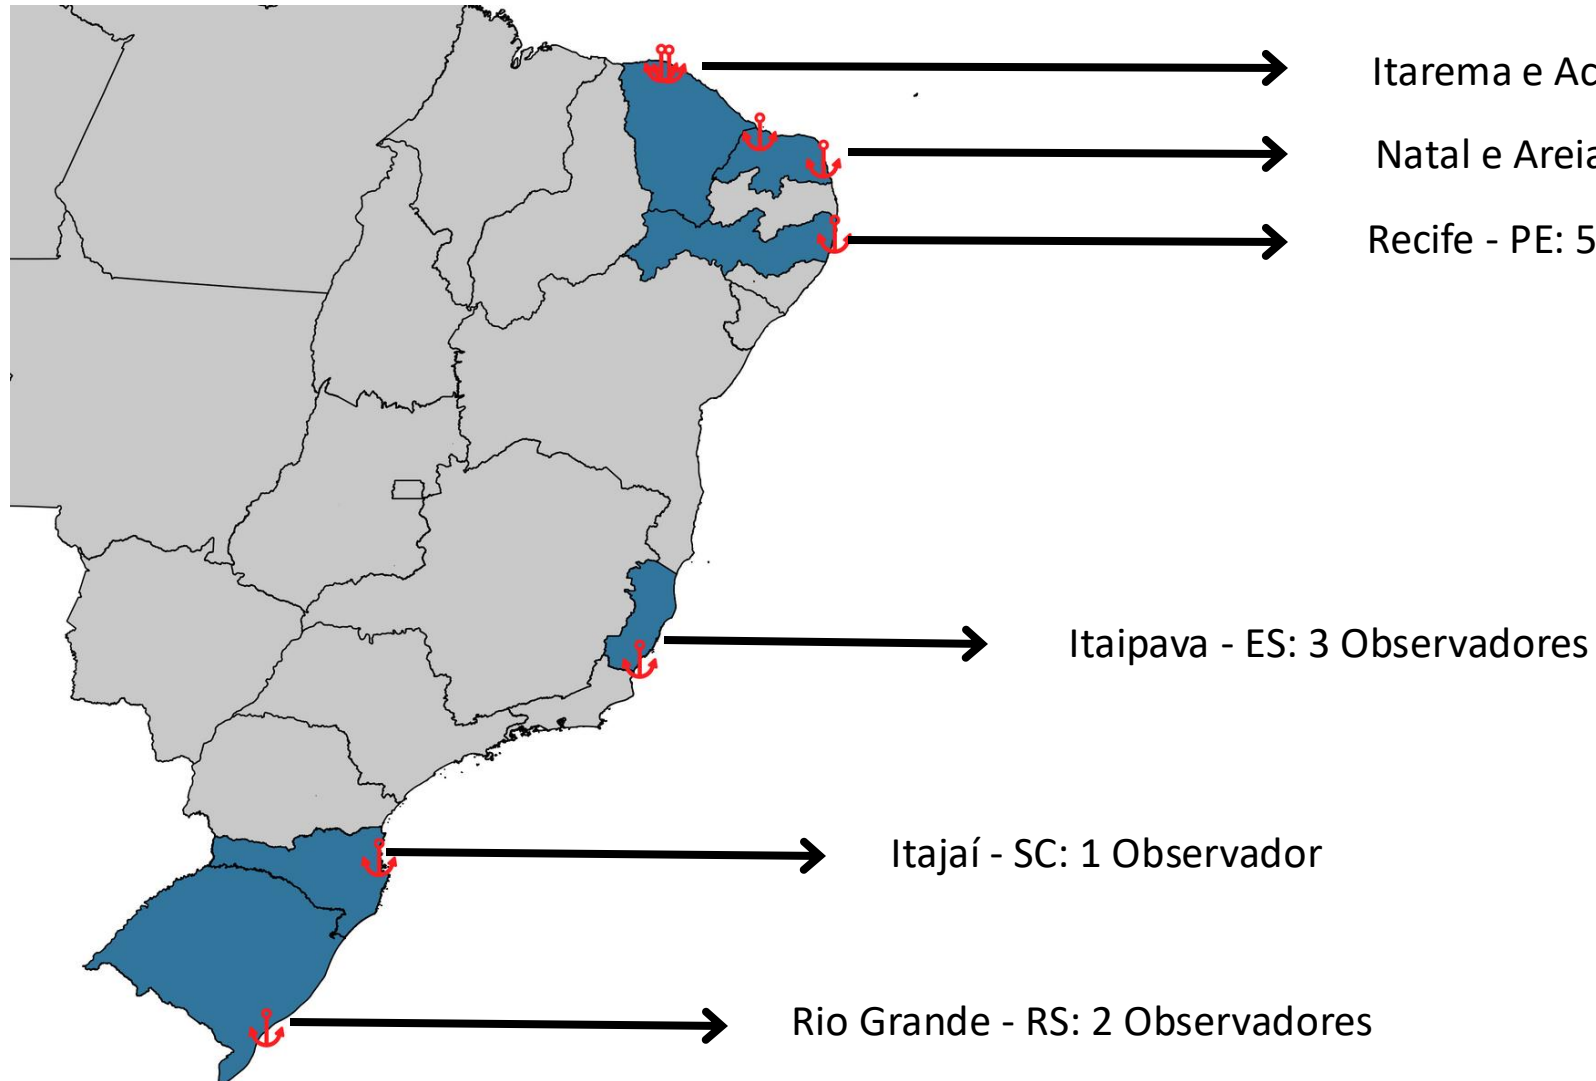 Itarema e Ac
Natal e Areia
Recife - PE: 5
Itaipava - ES: 3 Observadores
Itajaí - SC: 1 Observador
Rio Grande - RS: 2 Observadores